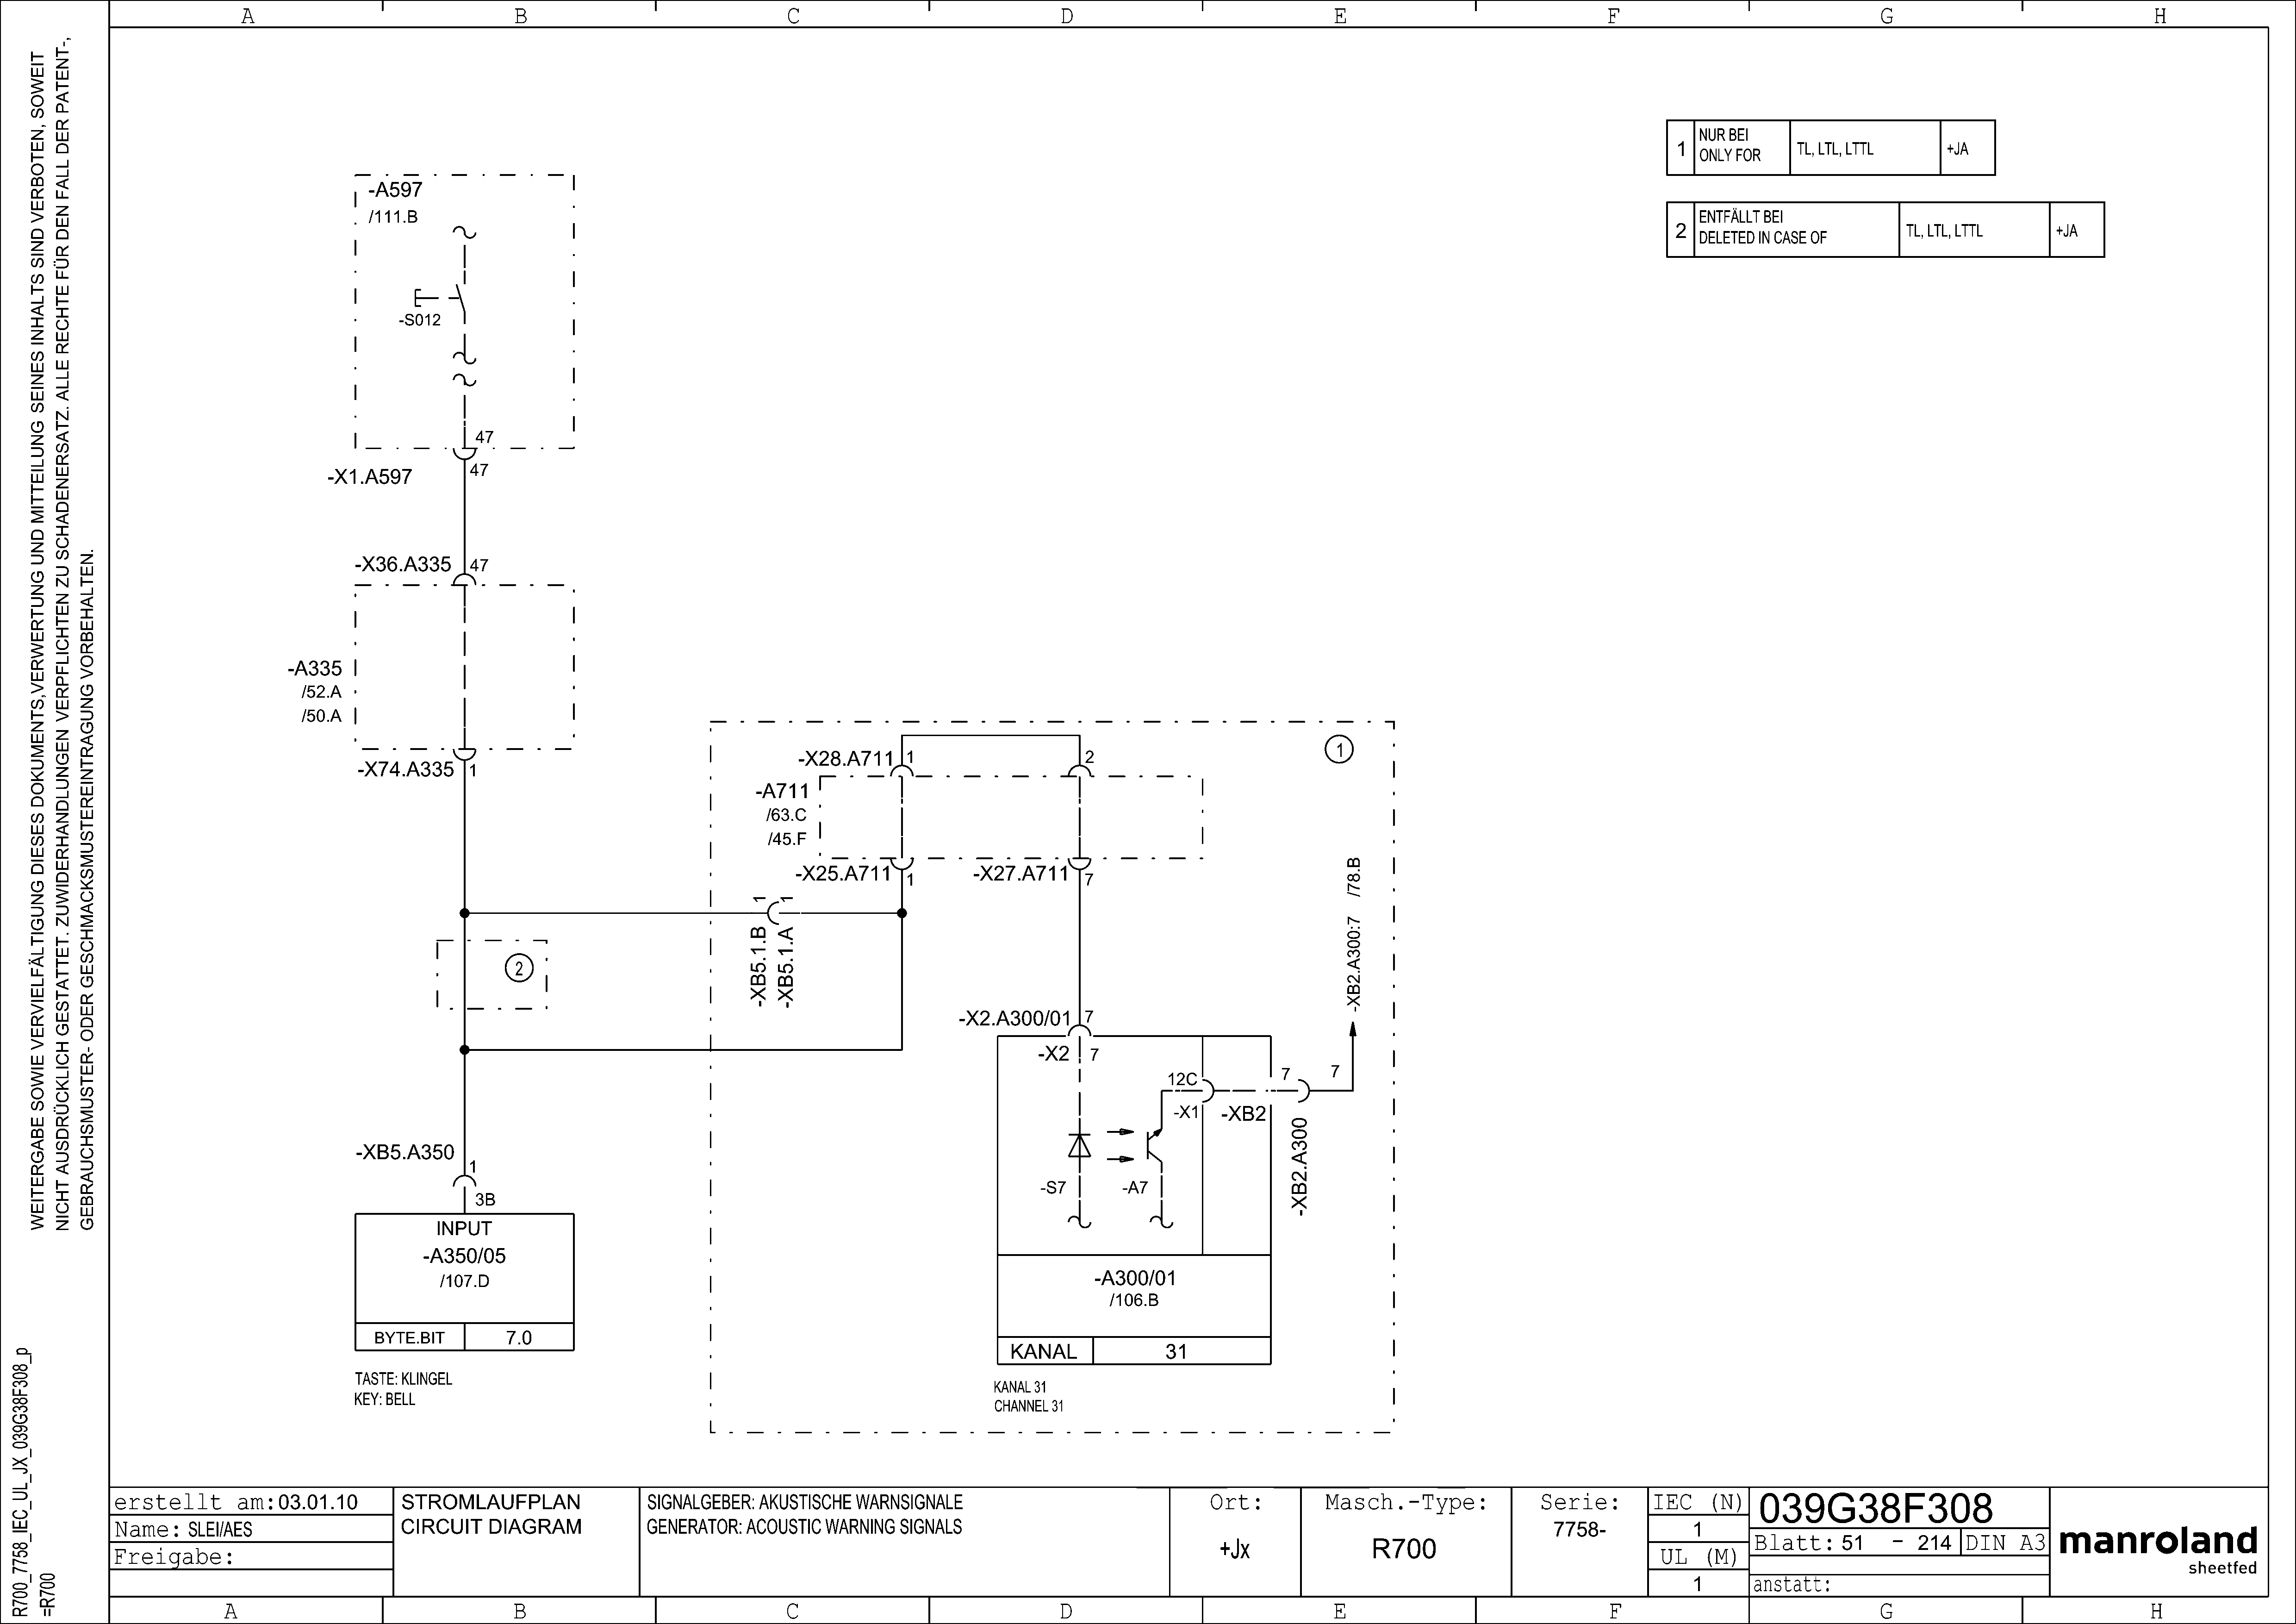 A B C D E F G H
WEITERGABE SOWIE VERVIELFÄLTIGUNG DIESES DOKUMENTS,VERWERTUNG UND MITTEILUNG SEINES INHALTS SIND VERBOTEN, SOWEIT
NICHT AUSDRÜCKLICH GESTATTET. ZUWIDERHANDLUNGEN VERPFLICHTEN ZU SCHADENERSATZ. ALLE RECHTE FÜR DEN FALL DER PATENT-,
GEBRAUCHSMUSTER- ODER GESCHMACKSMUSTEREINTRAGUNG VORBEHALTEN.
R700_7758_IEC_UL_JX_039G38F308_p
=R700
1 NUR BEI TL, LTL, LTTL +JA
ONLY FOR
2 ENTFÄLLT BEI TL, LTL, LTTL +JA
DELETED IN CASE OF
-A597
/111.B
-S012
47
-X1.A597 47
-X36.A335 47
-A335
/52.A
/50.A
-X74.A335 1
1
-X28.A711 1 2
-A711
/63.C
/45.F
-X25.A711 1
-X27.A711 7
1 1
-XB5.1.B
-XB5.1.A
2
-XB2.A300:7 /78.B
-X2.A300/01 7
-X2 7
12C 7 7
-X1 -XB2
-XB2.A300
-S7 -A7
-XB5.A350 1
3B
INPUT
-A350/05
/107.D
BYTE.BIT 7.0
TASTE: KLINGEL
KEY: BELL
-A300/01
/106.B
KANAL 31
KANAL 31
CHANNEL 31
erstellt am: 03.01.10
Name: SLEI/AES
Freigabe:
STROMLAUFPLAN
CIRCUIT DIAGRAM
SIGNALGEBER: AKUSTISCHE WARNSIGNALE
GENERATOR: ACOUSTIC WARNING SIGNALS
Ort:
+Jx
Masch.-Type:
R700
Serie:
7758-
IEC (N)
1
UL (M)
1
039G38F308
Blatt: 51 - 214 DIN A3
anstatt:
manroland
sheetfed
A B C D E F G H